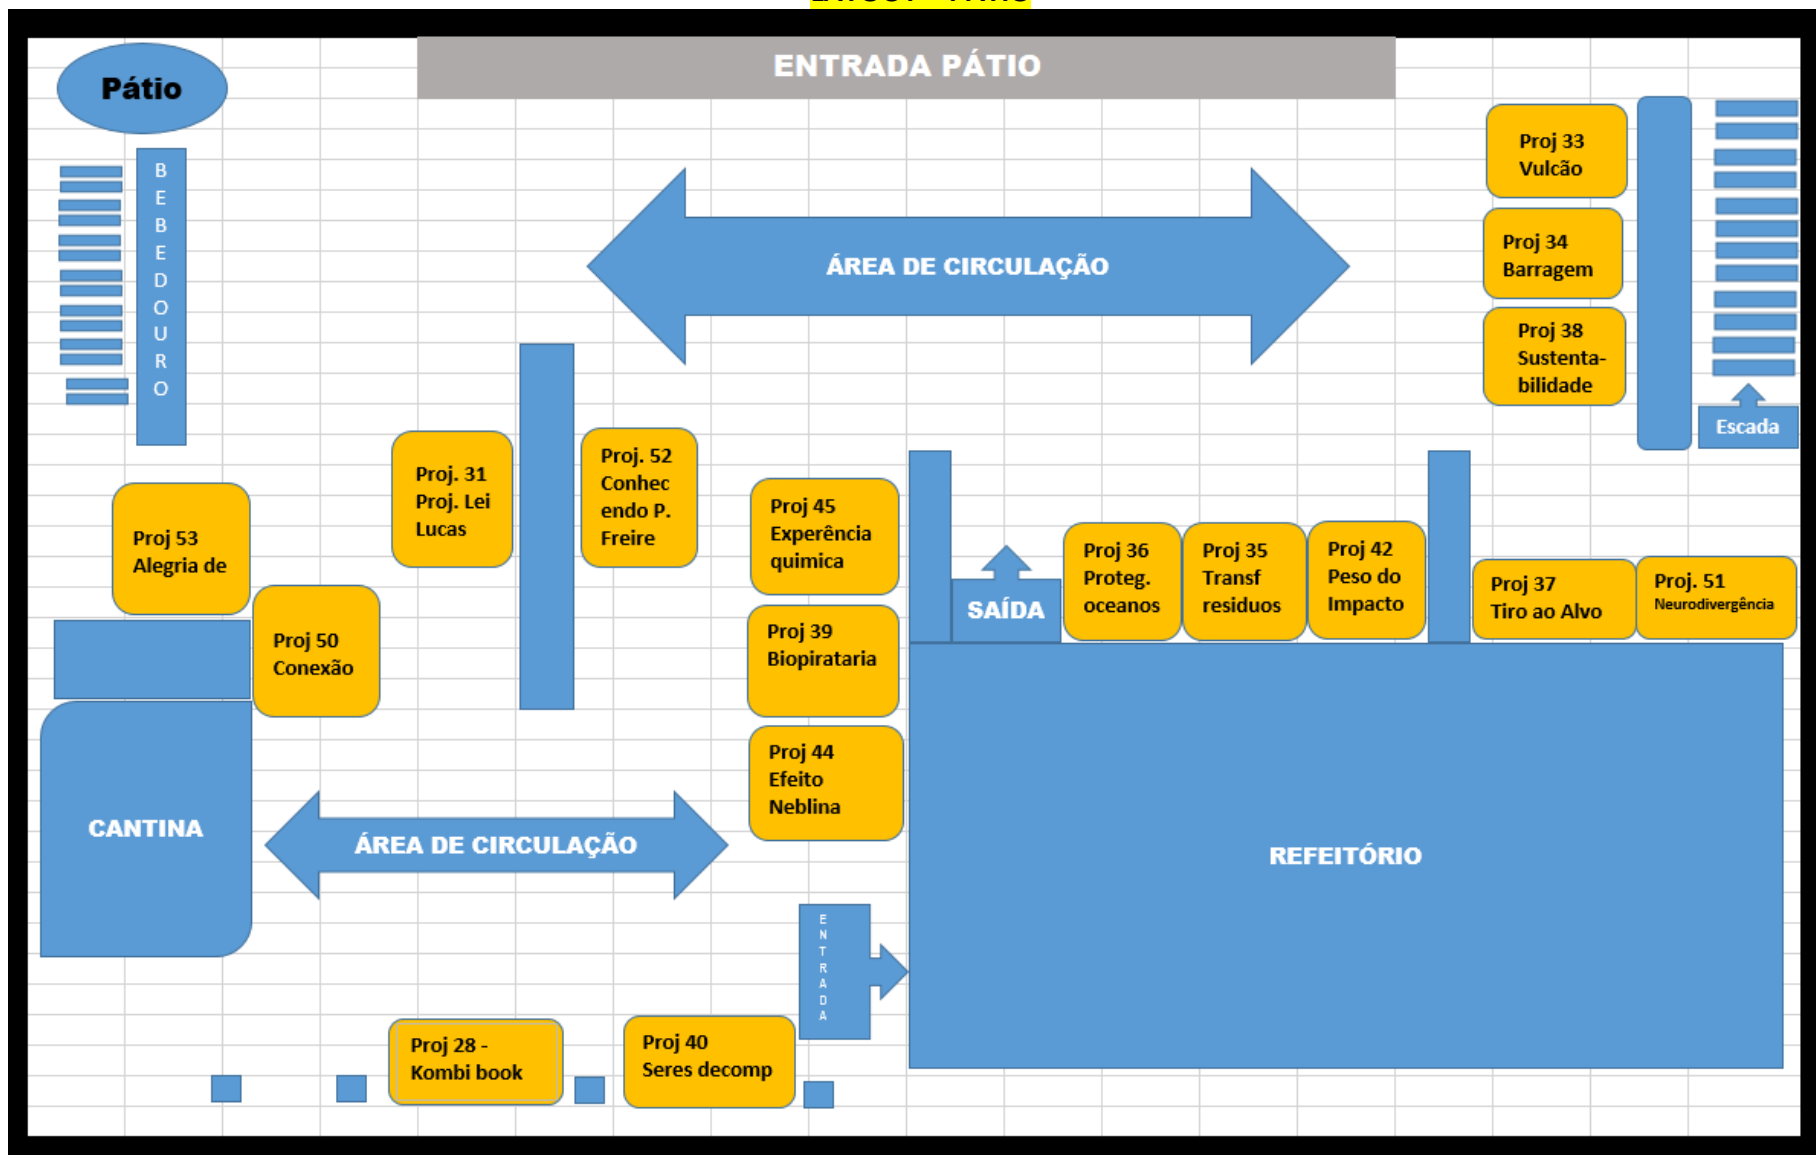 ENTRADA PÁTIO
Pátio
BEBEDOURO
Proj 33
Vulcão
ÁREA DE CIRCULAÇÃO
Proj 34
Barragem
Proj 38
Sustenta-
bilidade
Escada
Proj. 31
Proj. Lei
Lucas
Proj. 52
Conhec
endo P.
Freire
Proj 53
Alegria de
Proj 45
Experência
quimica
SAÍDA
Proj 36
Proteg.
oceanos
Proj 35
Transf
residuos
Proj 42
Peso do
Impacto
Proj 37
Tiro ao Alvo
Proj. 51
Neurodivergência
Proj 50
Conexão
Proj 39
Biopirataria
Proj 44
Efeito
Neblina
CANTINA
ÁREA DE CIRCULAÇÃO
REFEITÓRIO
ENTRADA
Proj 28 -
Kombi book
Proj 40
Seres decomp